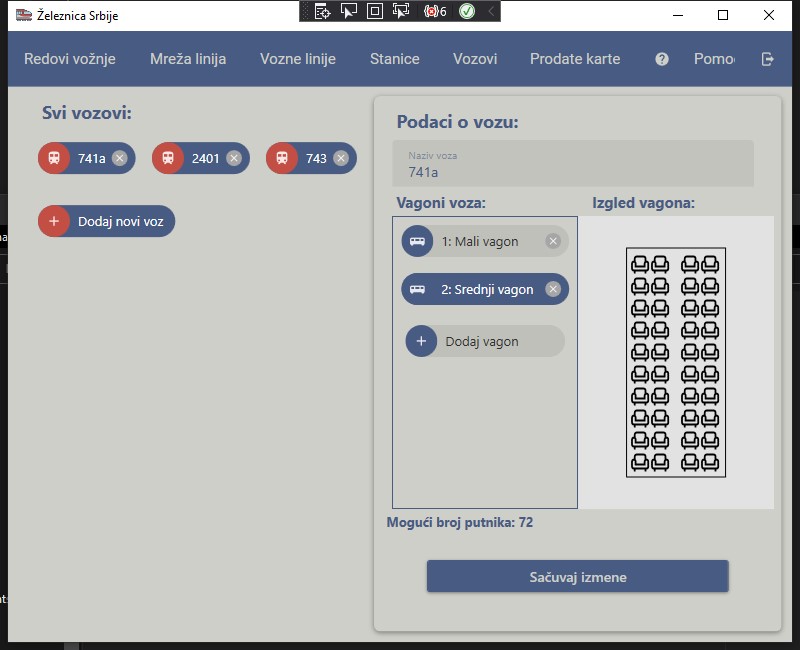 Železnica Srbije
6
Redovi vožnje
Mreža linija
Vozne linije
Stanice
Vozovi
Prodate karte
?
Pomo
Svi vozovi:
741a
2401
743
Dodaj novi voz
Podaci o vozu:
Naziv voza
741a
Vagoni voza:
Izgled vagona:
1: Mali vagon
2: Srednji vagon
Dodaj vagon
Mogući broj putnika: 72
Sačuvaj izmene